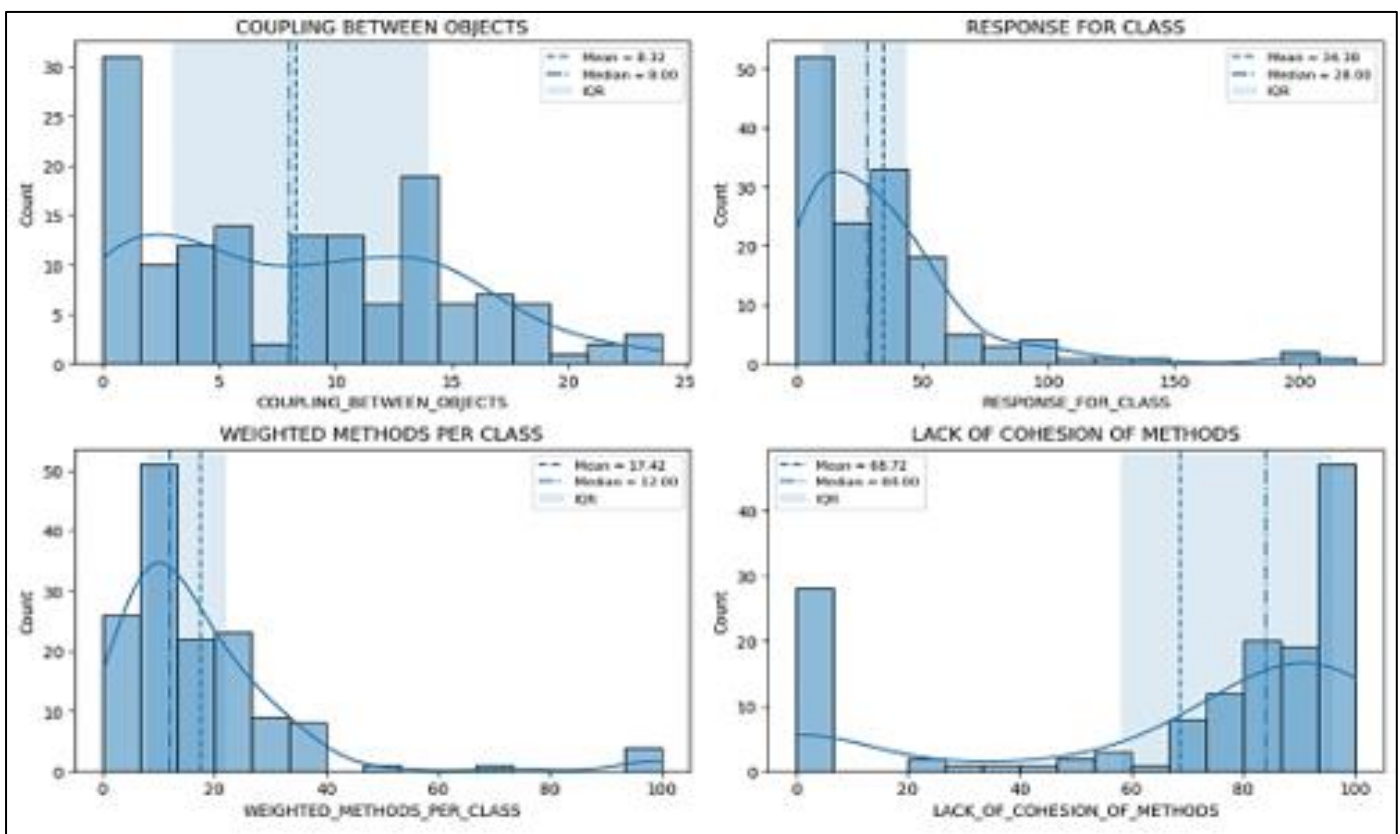 COUPLING BETWEEN OBJECTS
Mean = 8.32
Median = 8.00
IQR
30
25
20
15
10
5
0
Count
0 5 10 15 20 25
COUPLING_BETWEEN_OBJECTS
RESPONSE FOR CLASS
Mean = 34.38
Median = 28.00
IQR
50
40
30
20
10
0
Count
0 50 100 150 200
RESPONSE_FOR_CLASS
WEIGHTED METHODS PER CLASS
Mean = 17.42
Median = 12.00
IQR
50
40
30
20
10
0
Count
0 20 40 60 80 100
WEIGHTED_METHODS_PER_CLASS
LACK OF COHESION OF METHODS
Mean = 68.72
Median = 84.00
IQR
40
30
20
10
0
Count
0 20 40 60 80 100
LACK_OF_COHESION_OF_METHODS